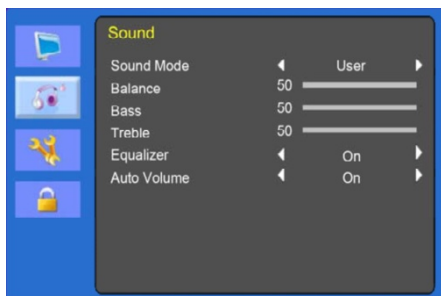 Sound
Sound Mode User
Balance 50
Bass 50
Treble 50
Equalizer On
Auto Volume On